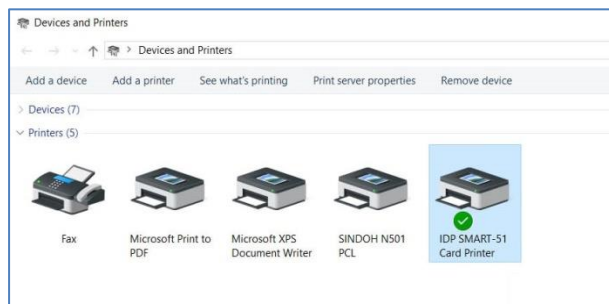 Devices and Printers
Devices and Printers
Add a device Add a printer See what's printing Print server properties Remove device
Devices (7)
Printers (5)
Fax
Microsoft Print to
PDF
Microsoft XPS
Document Writer
SINDOH N501
PCL
IDP SMART-51
Card Printer